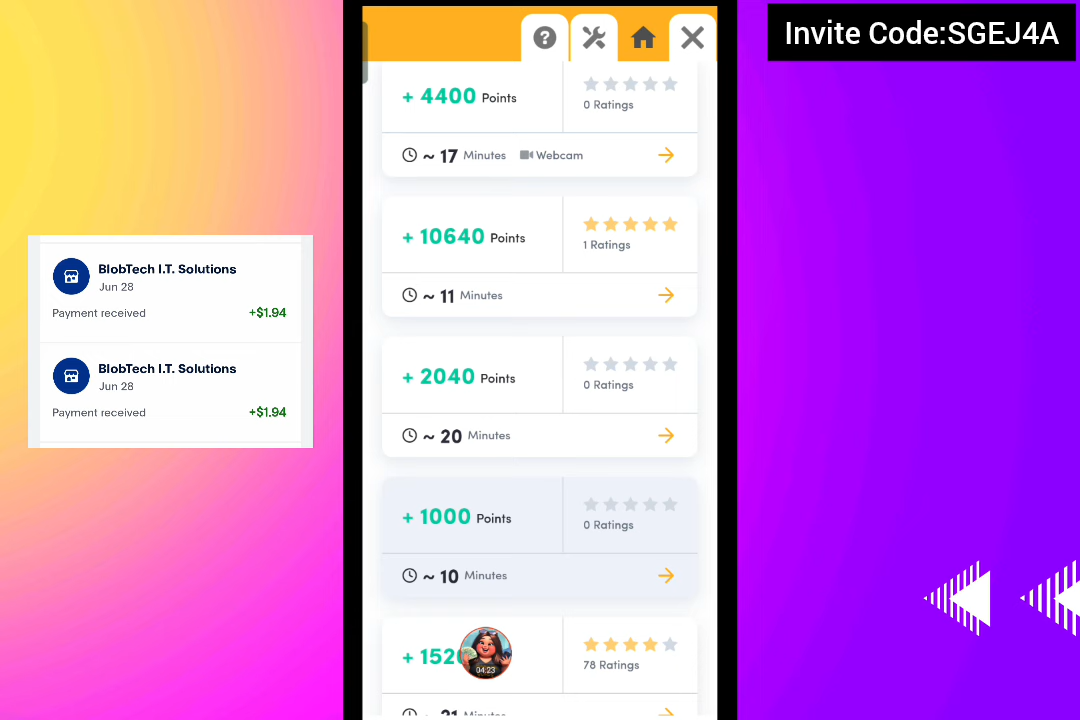 Invite Code:SGEJ4A
BlobTech I.T. Solutions
Jun 28
Payment received +$1.94
BlobTech I.T. Solutions
Jun 28
Payment received +$1.94
+ 4400 Points
0 Ratings
~ 17 Minutes Webcam
+ 10640 Points
1 Ratings
~ 11 Minutes
+ 2040 Points
0 Ratings
~ 20 Minutes
+ 1000 Points
0 Ratings
~ 10 Minutes
78 Ratings
04:23